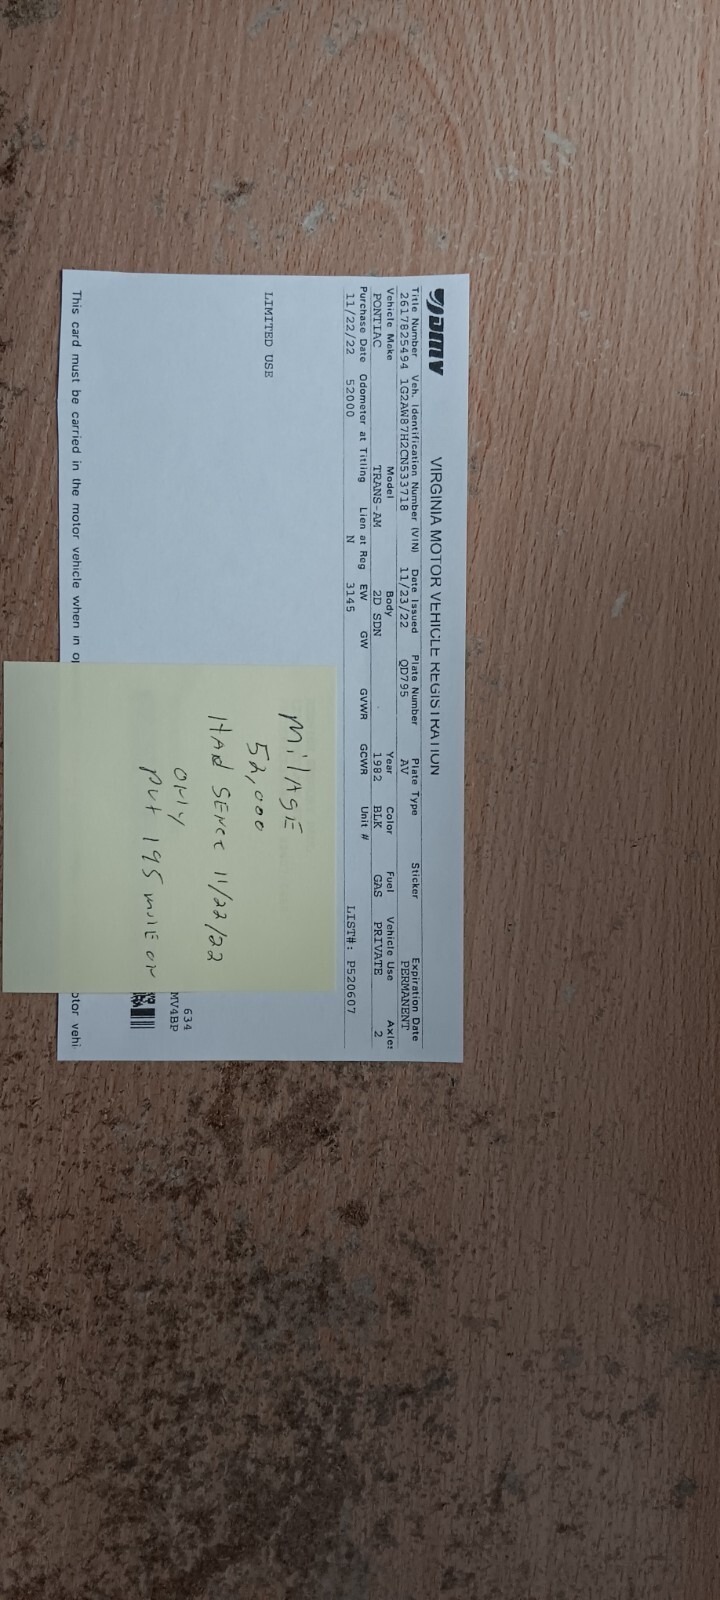 DMV
VIRGINIA MOTOR VEHICLE REGISTRATION
Title Number Veh. Identification Number (VIN) Date Issued Plate Number Plate Type Sticker Expiration Date
2617825494 1G2AW87H2CN533718 11/23/22 QD795 AV PERMANENT
Vehicle Make Model Body Year Color Fuel Vehicle Use Axles
PONTIAC TRANS-AM 2D SDN 1982 BLK GAS PRIVATE 2
Purchase Date Odometer at Titling Lien at Reg EW GW GVWR GCWR Unit #
11/22/22 52000 N 3145 LIST#: P520607
LIMITED USE
MilAGE
52,000
HAD SENCE 11/22/22
ONlY
PUt 195 MilE ON
634
MV4BP
This card must be carried in the motor vehicle when in op
otor vehi